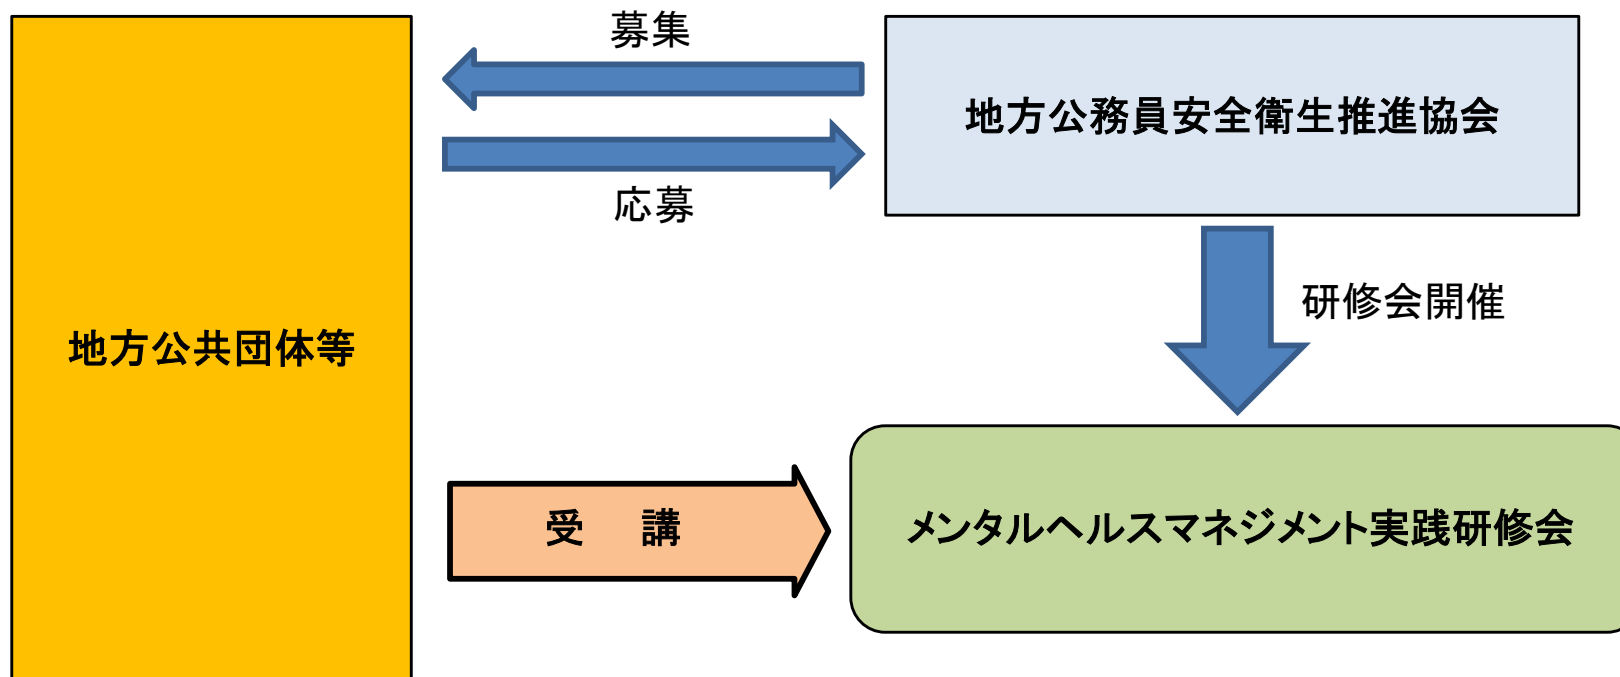 募集
地方公務員安全衛生推進協会
応募
研修会開催
地方公共団体等
受　講
メンタルヘルスマネジメント実践研修会